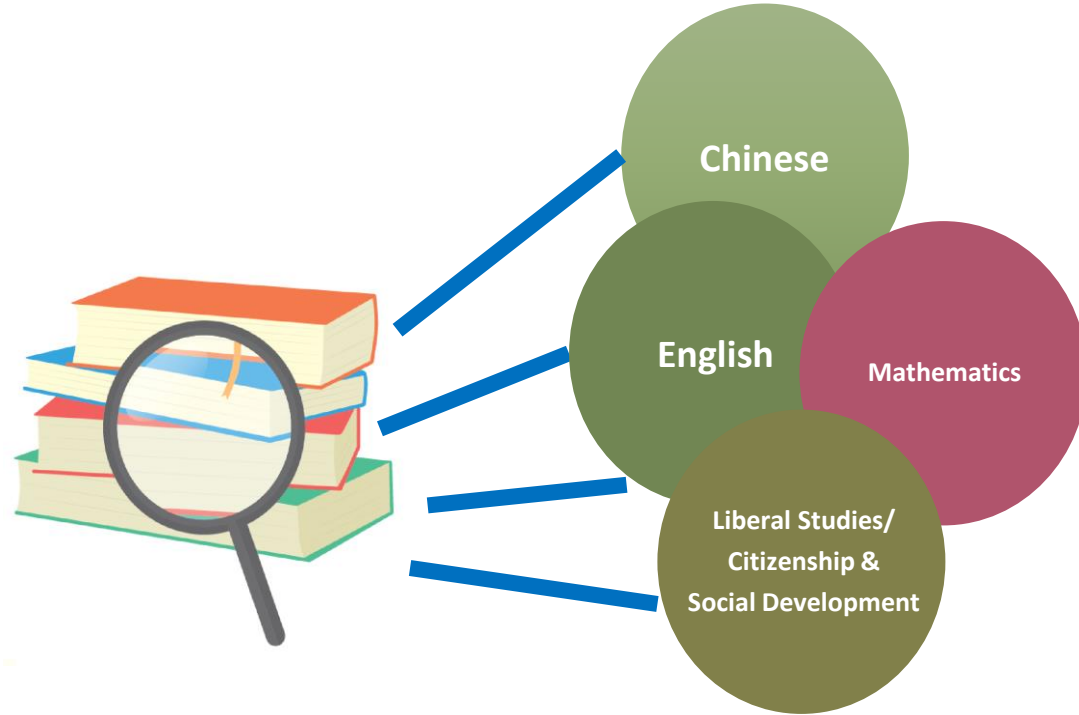 Chinese
English
Mathematics
Liberal Studies/
Citizenship &
Social Development